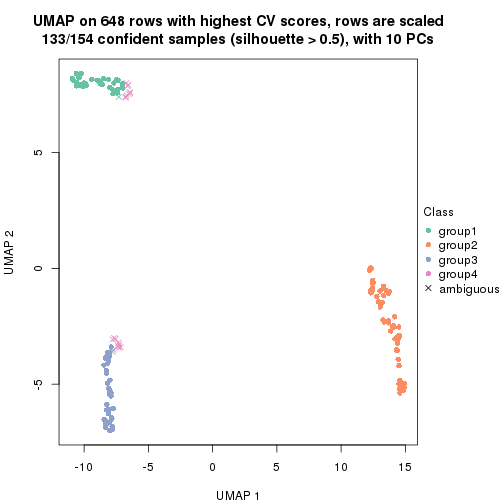 UMAP on 648 rows with highest CV scores, rows are scaled
133/154 confident samples (silhouette > 0.5), with 10 PCs
5
0
-5
UMAP 2
-10
-5
0
5
10
15
UMAP 1
Class
group1
group2
group3
group4
ambiguous